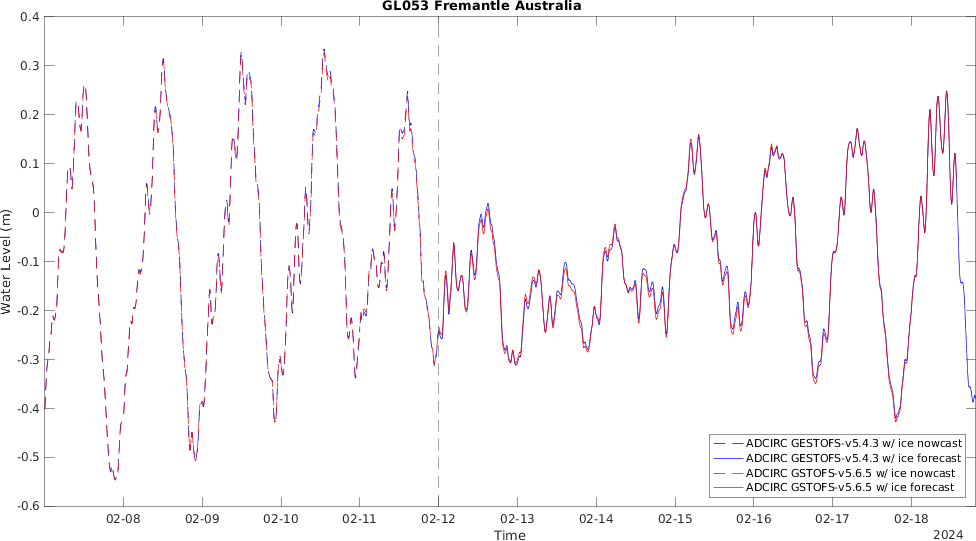 GL053 Fremantle Australia
0.4
0.3
0.2
0.1
0
-0.1
-0.2
-0.3
-0.4
-0.5
-0.6
Water Level (m)
ADCIRC GESTOFS-v5.4.3 w/ ice nowcast
ADCIRC GESTOFS-v5.4.3 w/ ice forecast
ADCIRC GSTOFS-v5.6.5 w/ ice nowcast
ADCIRC GSTOFS-v5.6.5 w/ ice forecast
02-08 02-09 02-10 02-11 02-12 02-13 02-14 02-15 02-16 02-17 02-18
Time
2024